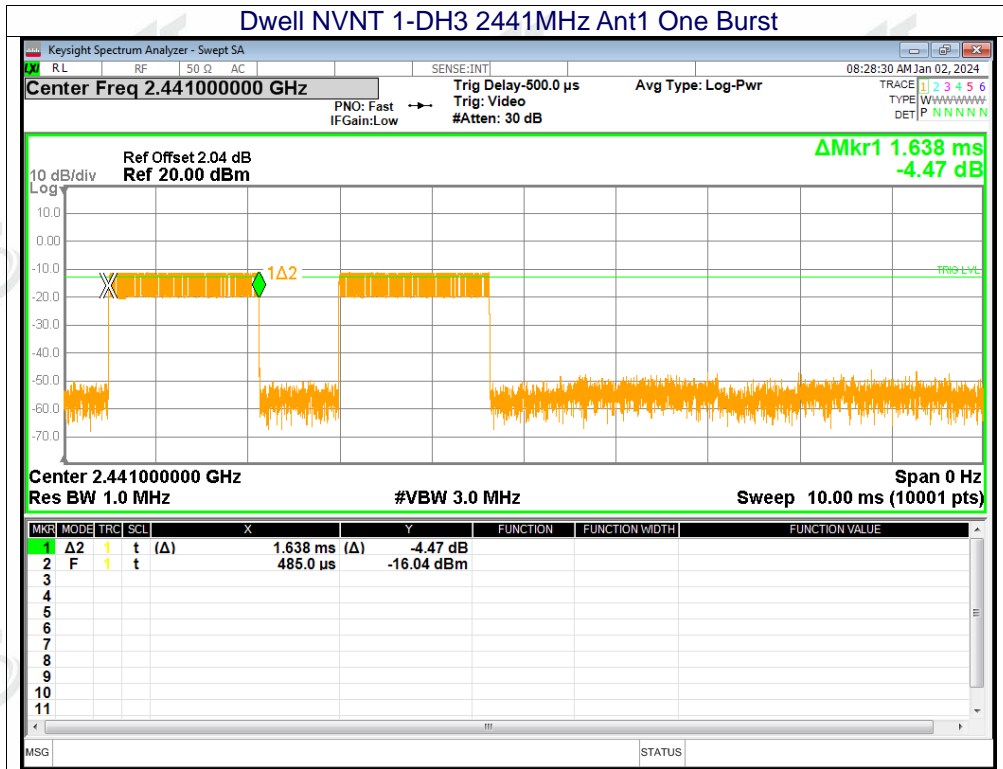 Dwell NVNT 1-DH3 2441MHz Ant1 One Burst
Keysight Spectrum Analyzer - Swept SA
LXI RL RF 50 Ω AC SENSE:INT 08:28:30 AM Jan 02, 2024
Center Freq 2.441000000 GHz Trig Delay-500.0 µs Avg Type: Log-Pwr TRACE 1 2 3 4 5 6
PNO: Fast Trig: Video TYPE WWWWWWW
IFGain:Low #Atten: 30 dB DET P N N N N N
ΔMkr1 1.638 ms
-4.47 dB
Ref Offset 2.04 dB
10 dB/div Ref 20.00 dBm
Log
10.0
0.00
-10.0
1Δ2
TRIG LVL
-20.0
-30.0
-40.0
-50.0
-60.0
-70.0
Center 2.441000000 GHz Span 0 Hz
Res BW 1.0 MHz #VBW 3.0 MHz Sweep 10.00 ms (10001 pts)
MKR MODE TRC SCL X Y FUNCTION FUNCTION WIDTH FUNCTION VALUE
1 Δ2 1 t (Δ) 1.638 ms (Δ) -4.47 dB
2 F 1 t 485.0 µs -16.04 dBm
3
4
5
6
7
8
9
10
11
MSG STATUS